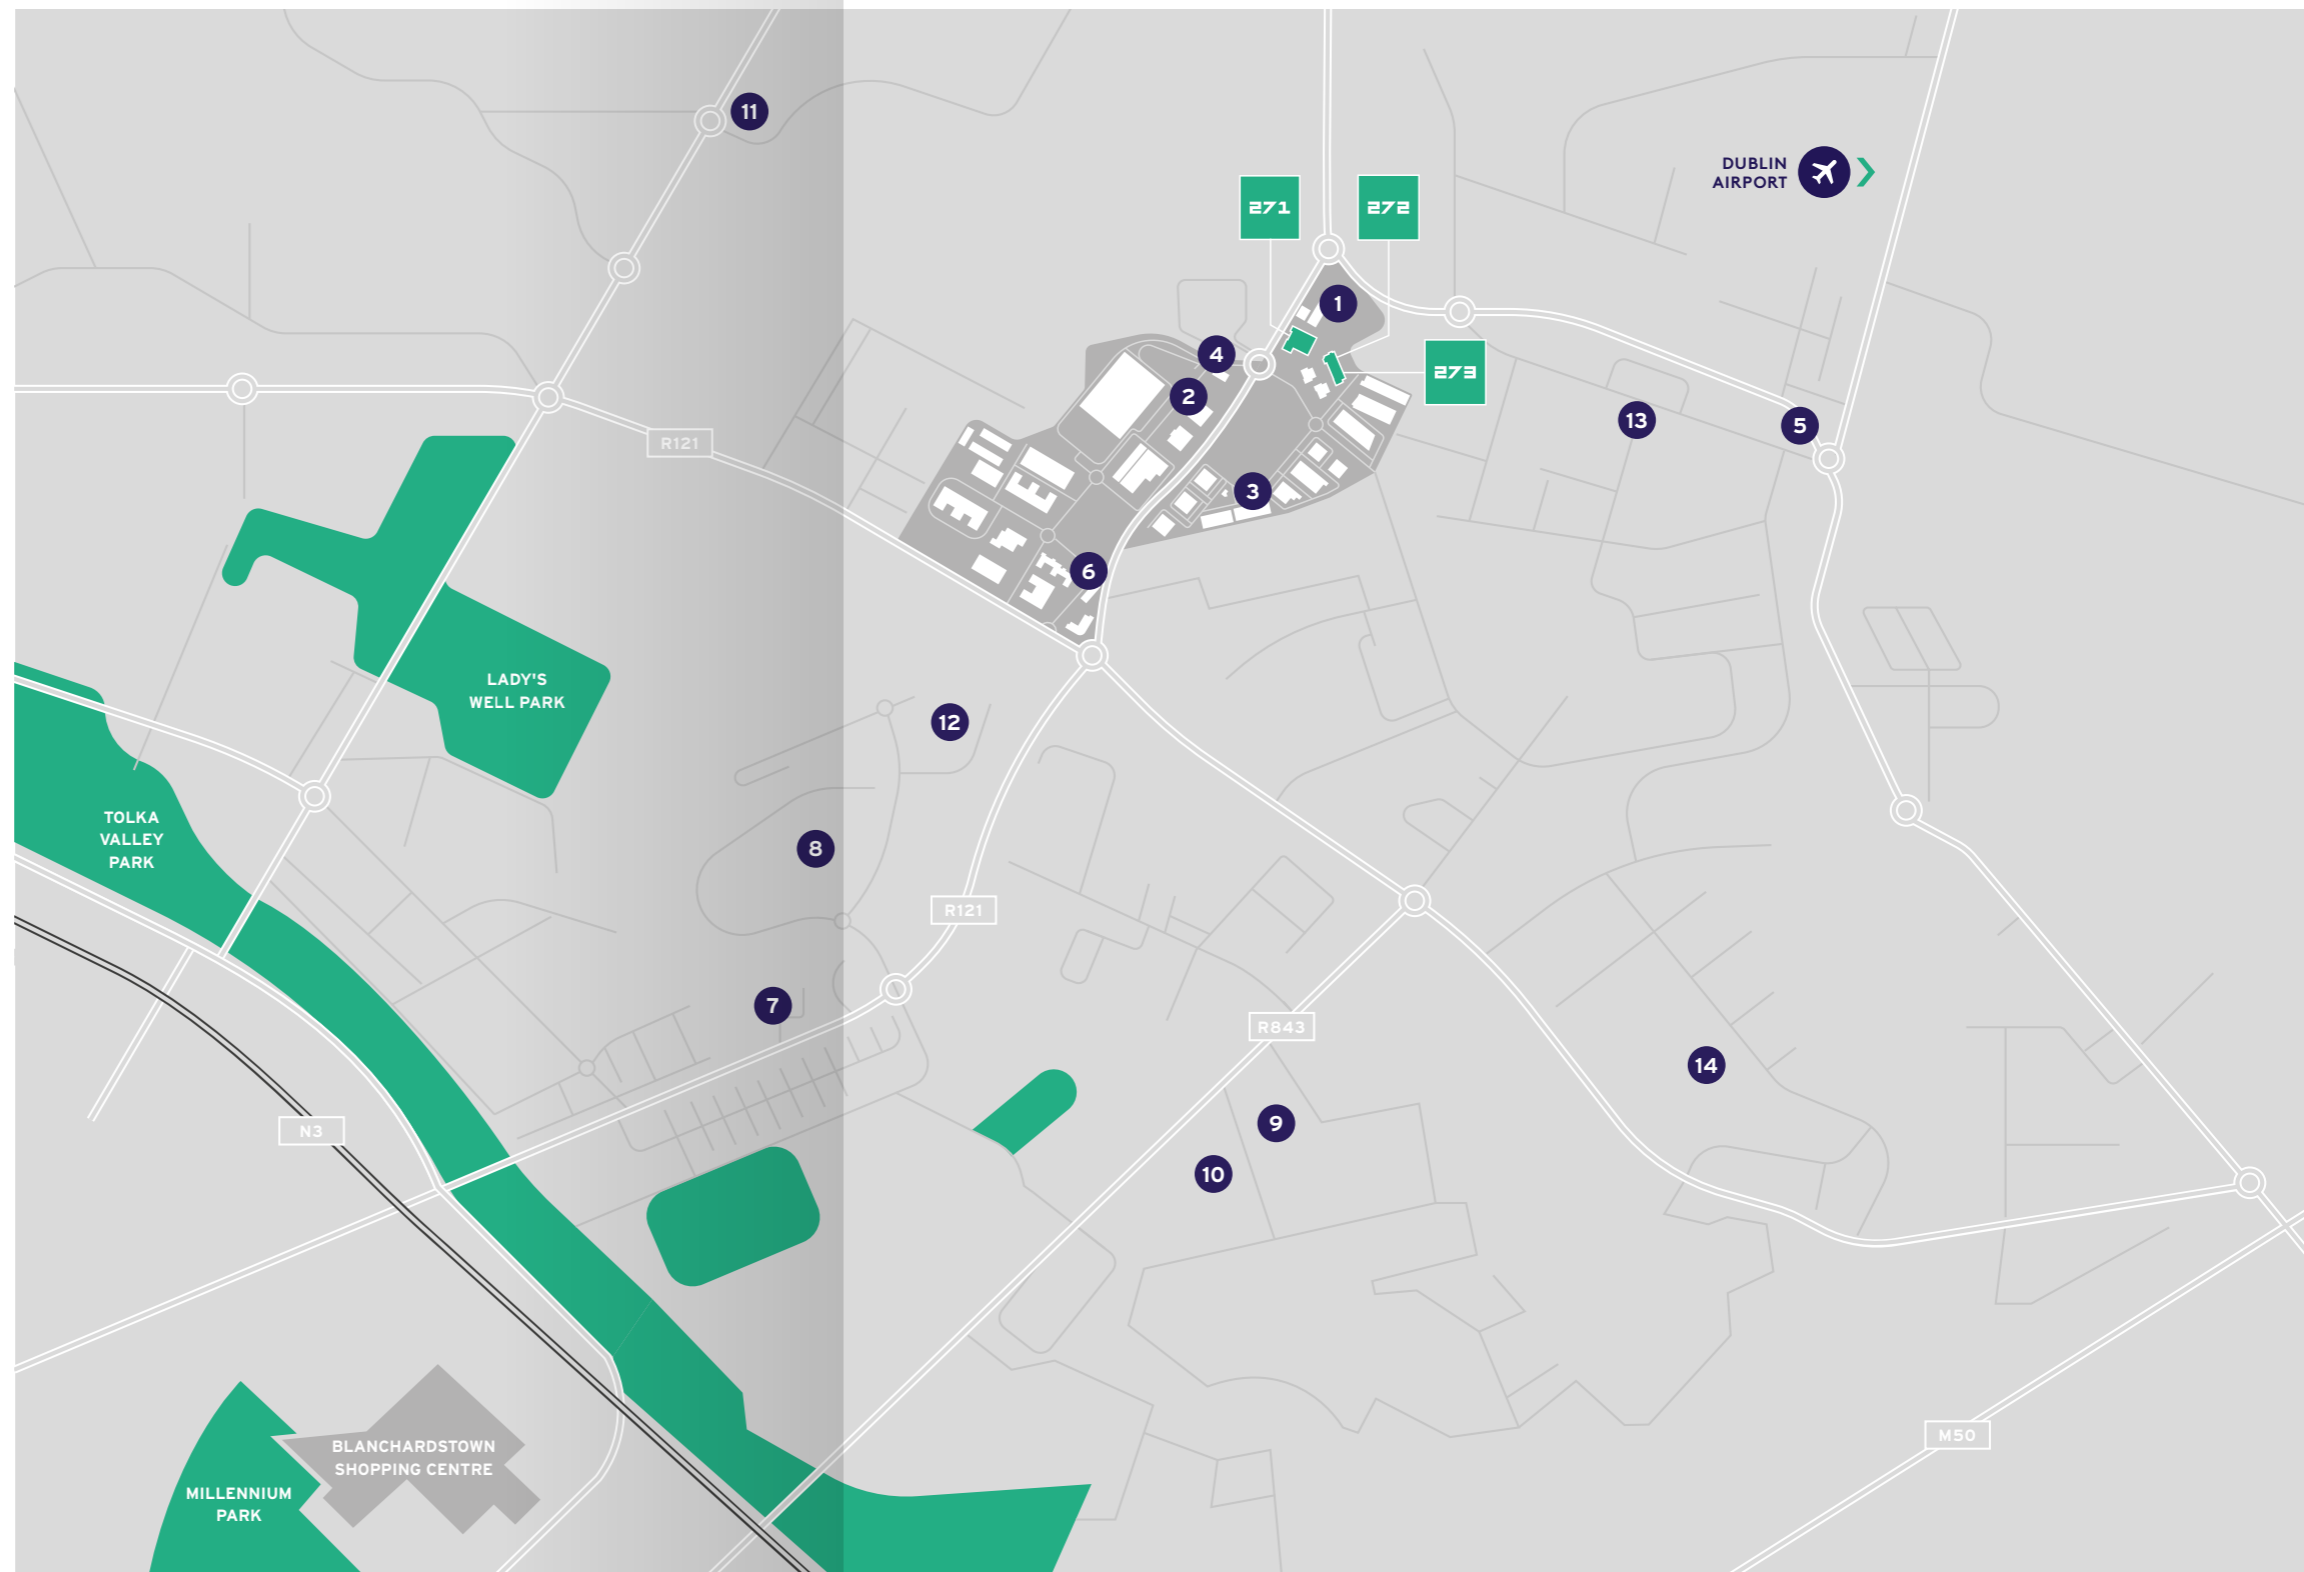 11
DUBLIN
AIRPORT
271
272
1
4
273
2
13
5
R121
3
6
LADY'S
WELL PARK
12
TOLKA
VALLEY
PARK
8
R121
7
R843
14
9
N3
10
M50
BLANCHARDSTOWN
SHOPPING CENTRE
MILLENNIUM
PARK